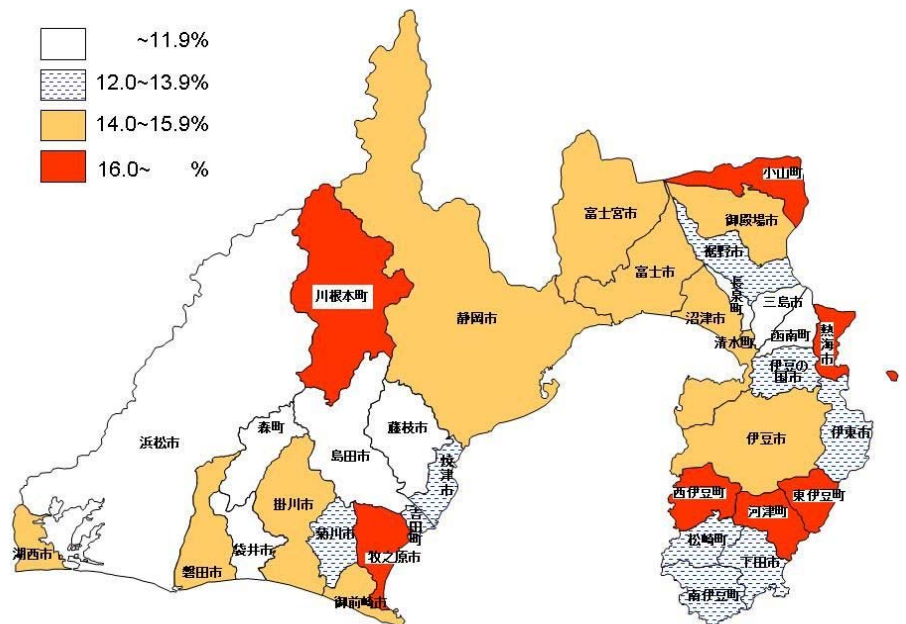 ~11.9%
12.0~13.9%
14.0~15.9%
16.0~ %
小山町
富士宮市
御殿場市
裾野市
富士市
長泉町
三島市
川根本町
静岡市
沼津市
函南町
熱海市
清水町
伊豆の
国市
森町
藤枝市
浜松市
島田市
伊東市
伊豆市
焼津市
掛川市
西伊豆町
東伊豆町
河津町
吉田町
菊川市
松崎町
湖西市
袋井市
牧之原市
下田市
磐田市
南伊豆町
御前崎市